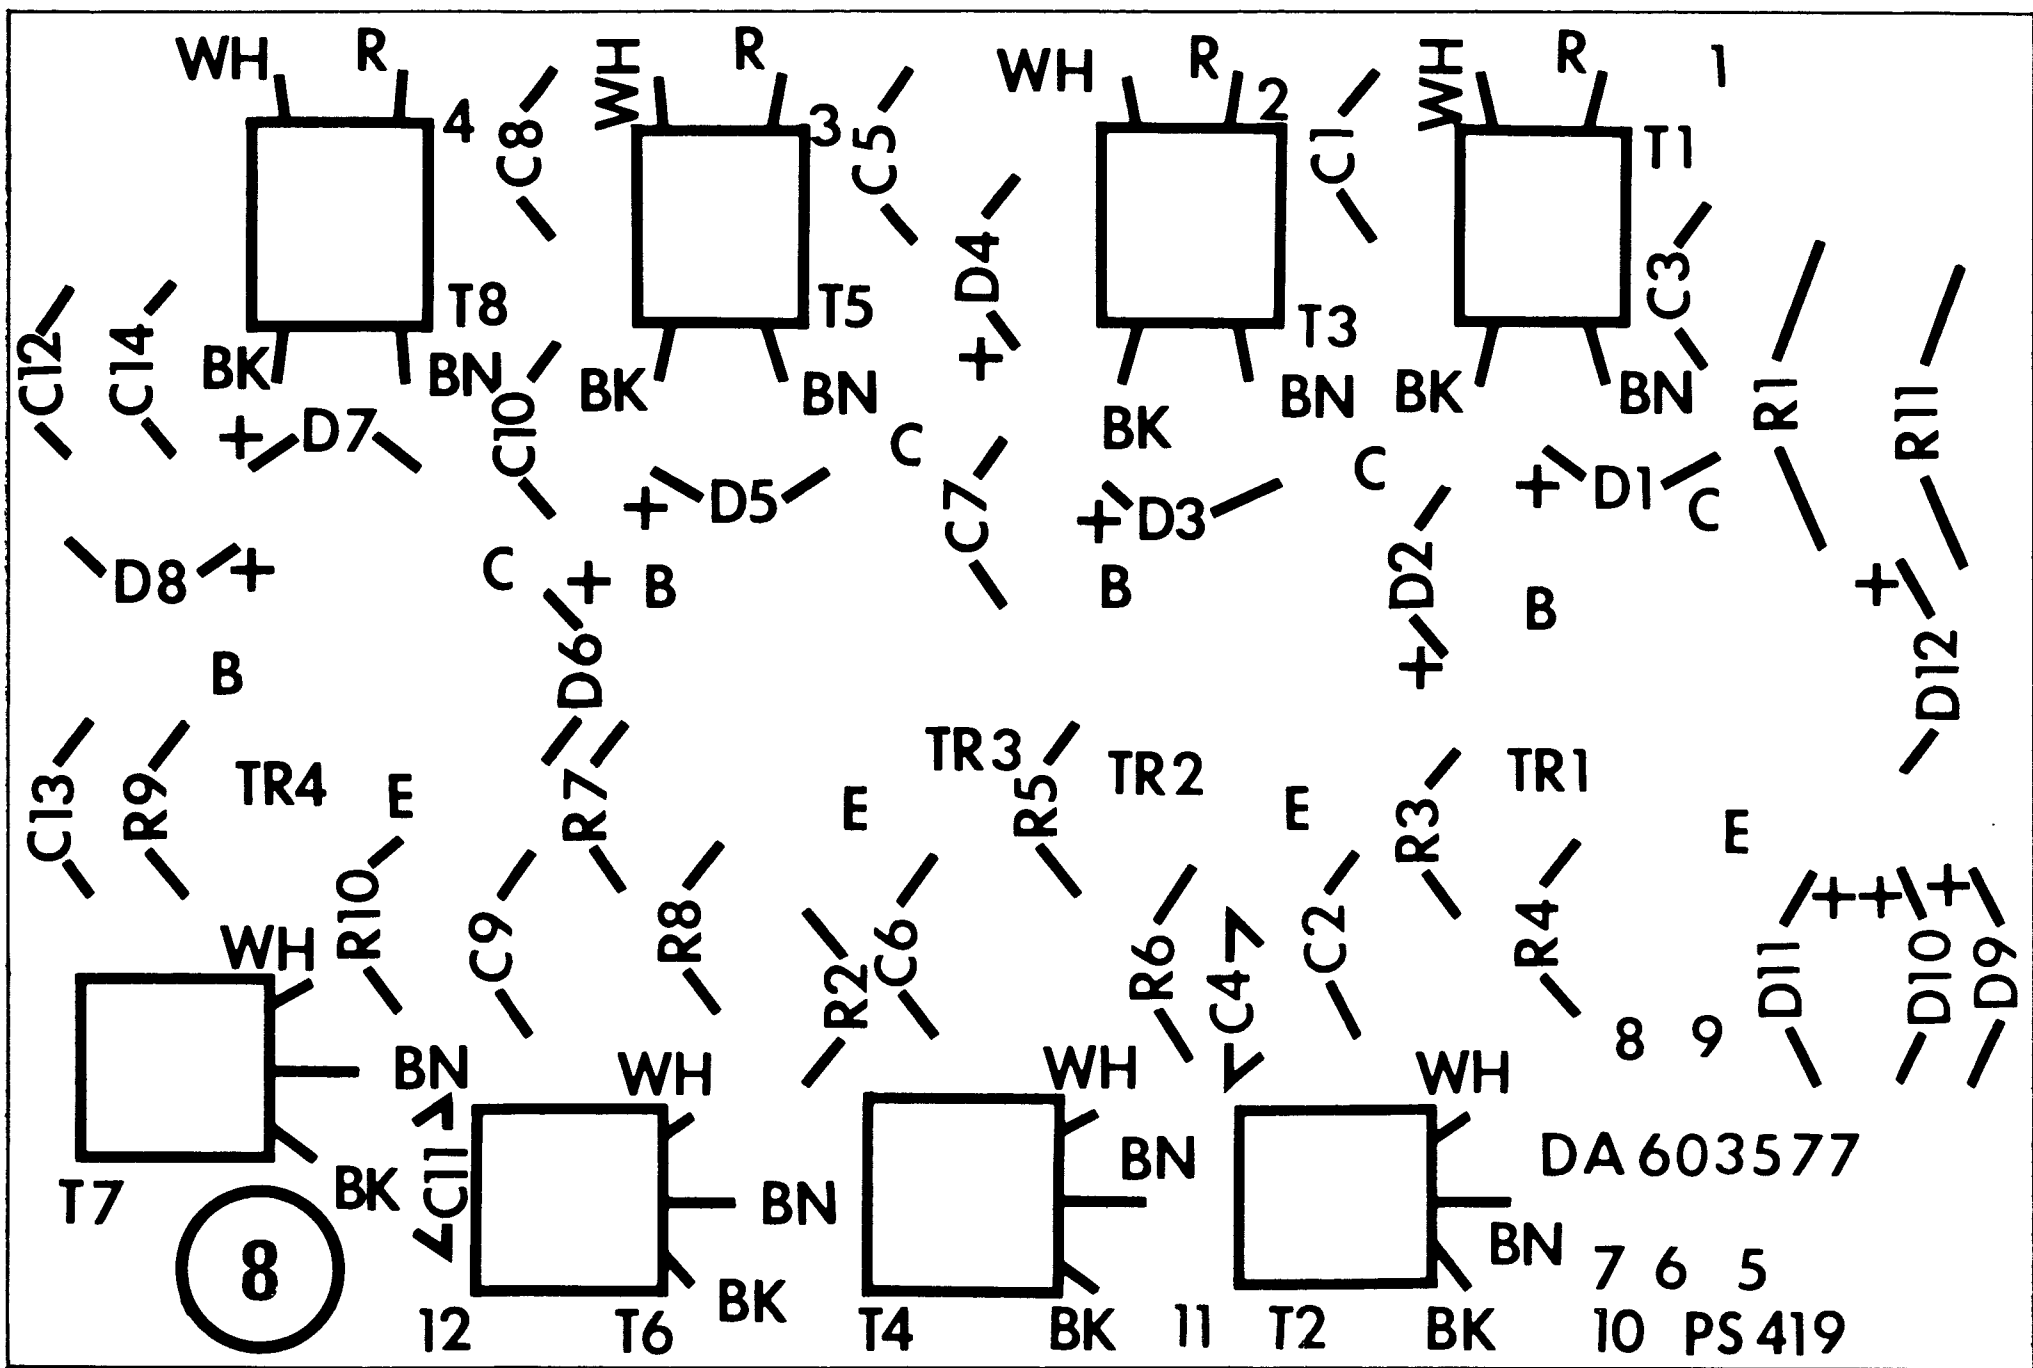 WH R WH R WH R WH R 1
4 C8 3 C5 2 C1 T1
D4 C3
T8 T5 T3
C12 C14 BK BN C10 BK + BN BK BN BK BN R1 R11
+ D7 C C7 C
+ D5 + D3 + D1 C
D8 + C + B B D2 B +
D6 + D12
B
C13 R9 TR4 E R7 E TR3 R5 TR2 E R3 TR1 E
R10 C9 R8 R2 C6 R6 C4 C2 R4 D11 + + D10 + D9
WH
8 9
BN WH WH WH
C11 BN DA603577
T7 BK BN BN
8 BK 7 6 5
12 T6 T4 BK 11 T2 BK 10 PS419